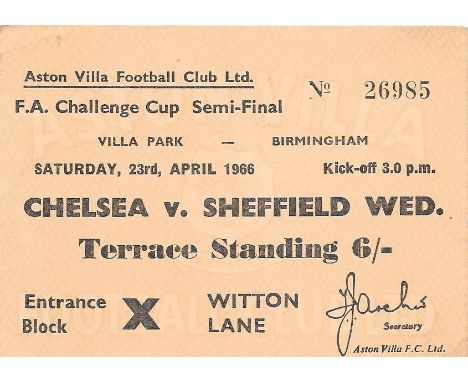 Aston Villa Football Club Ltd.
Nº 26985
F.A. Challenge Cup Semi-Final
VILLA PARK — BIRMINGHAM
SATURDAY, 23rd, APRIL 1966 Kick-off 3.0 p.m.
CHELSEA v. SHEFFIELD WED.
Terrace Standing 6/-
Entrance Block X WITTON LANE
Secretary
Aston Villa F.C. Ltd.